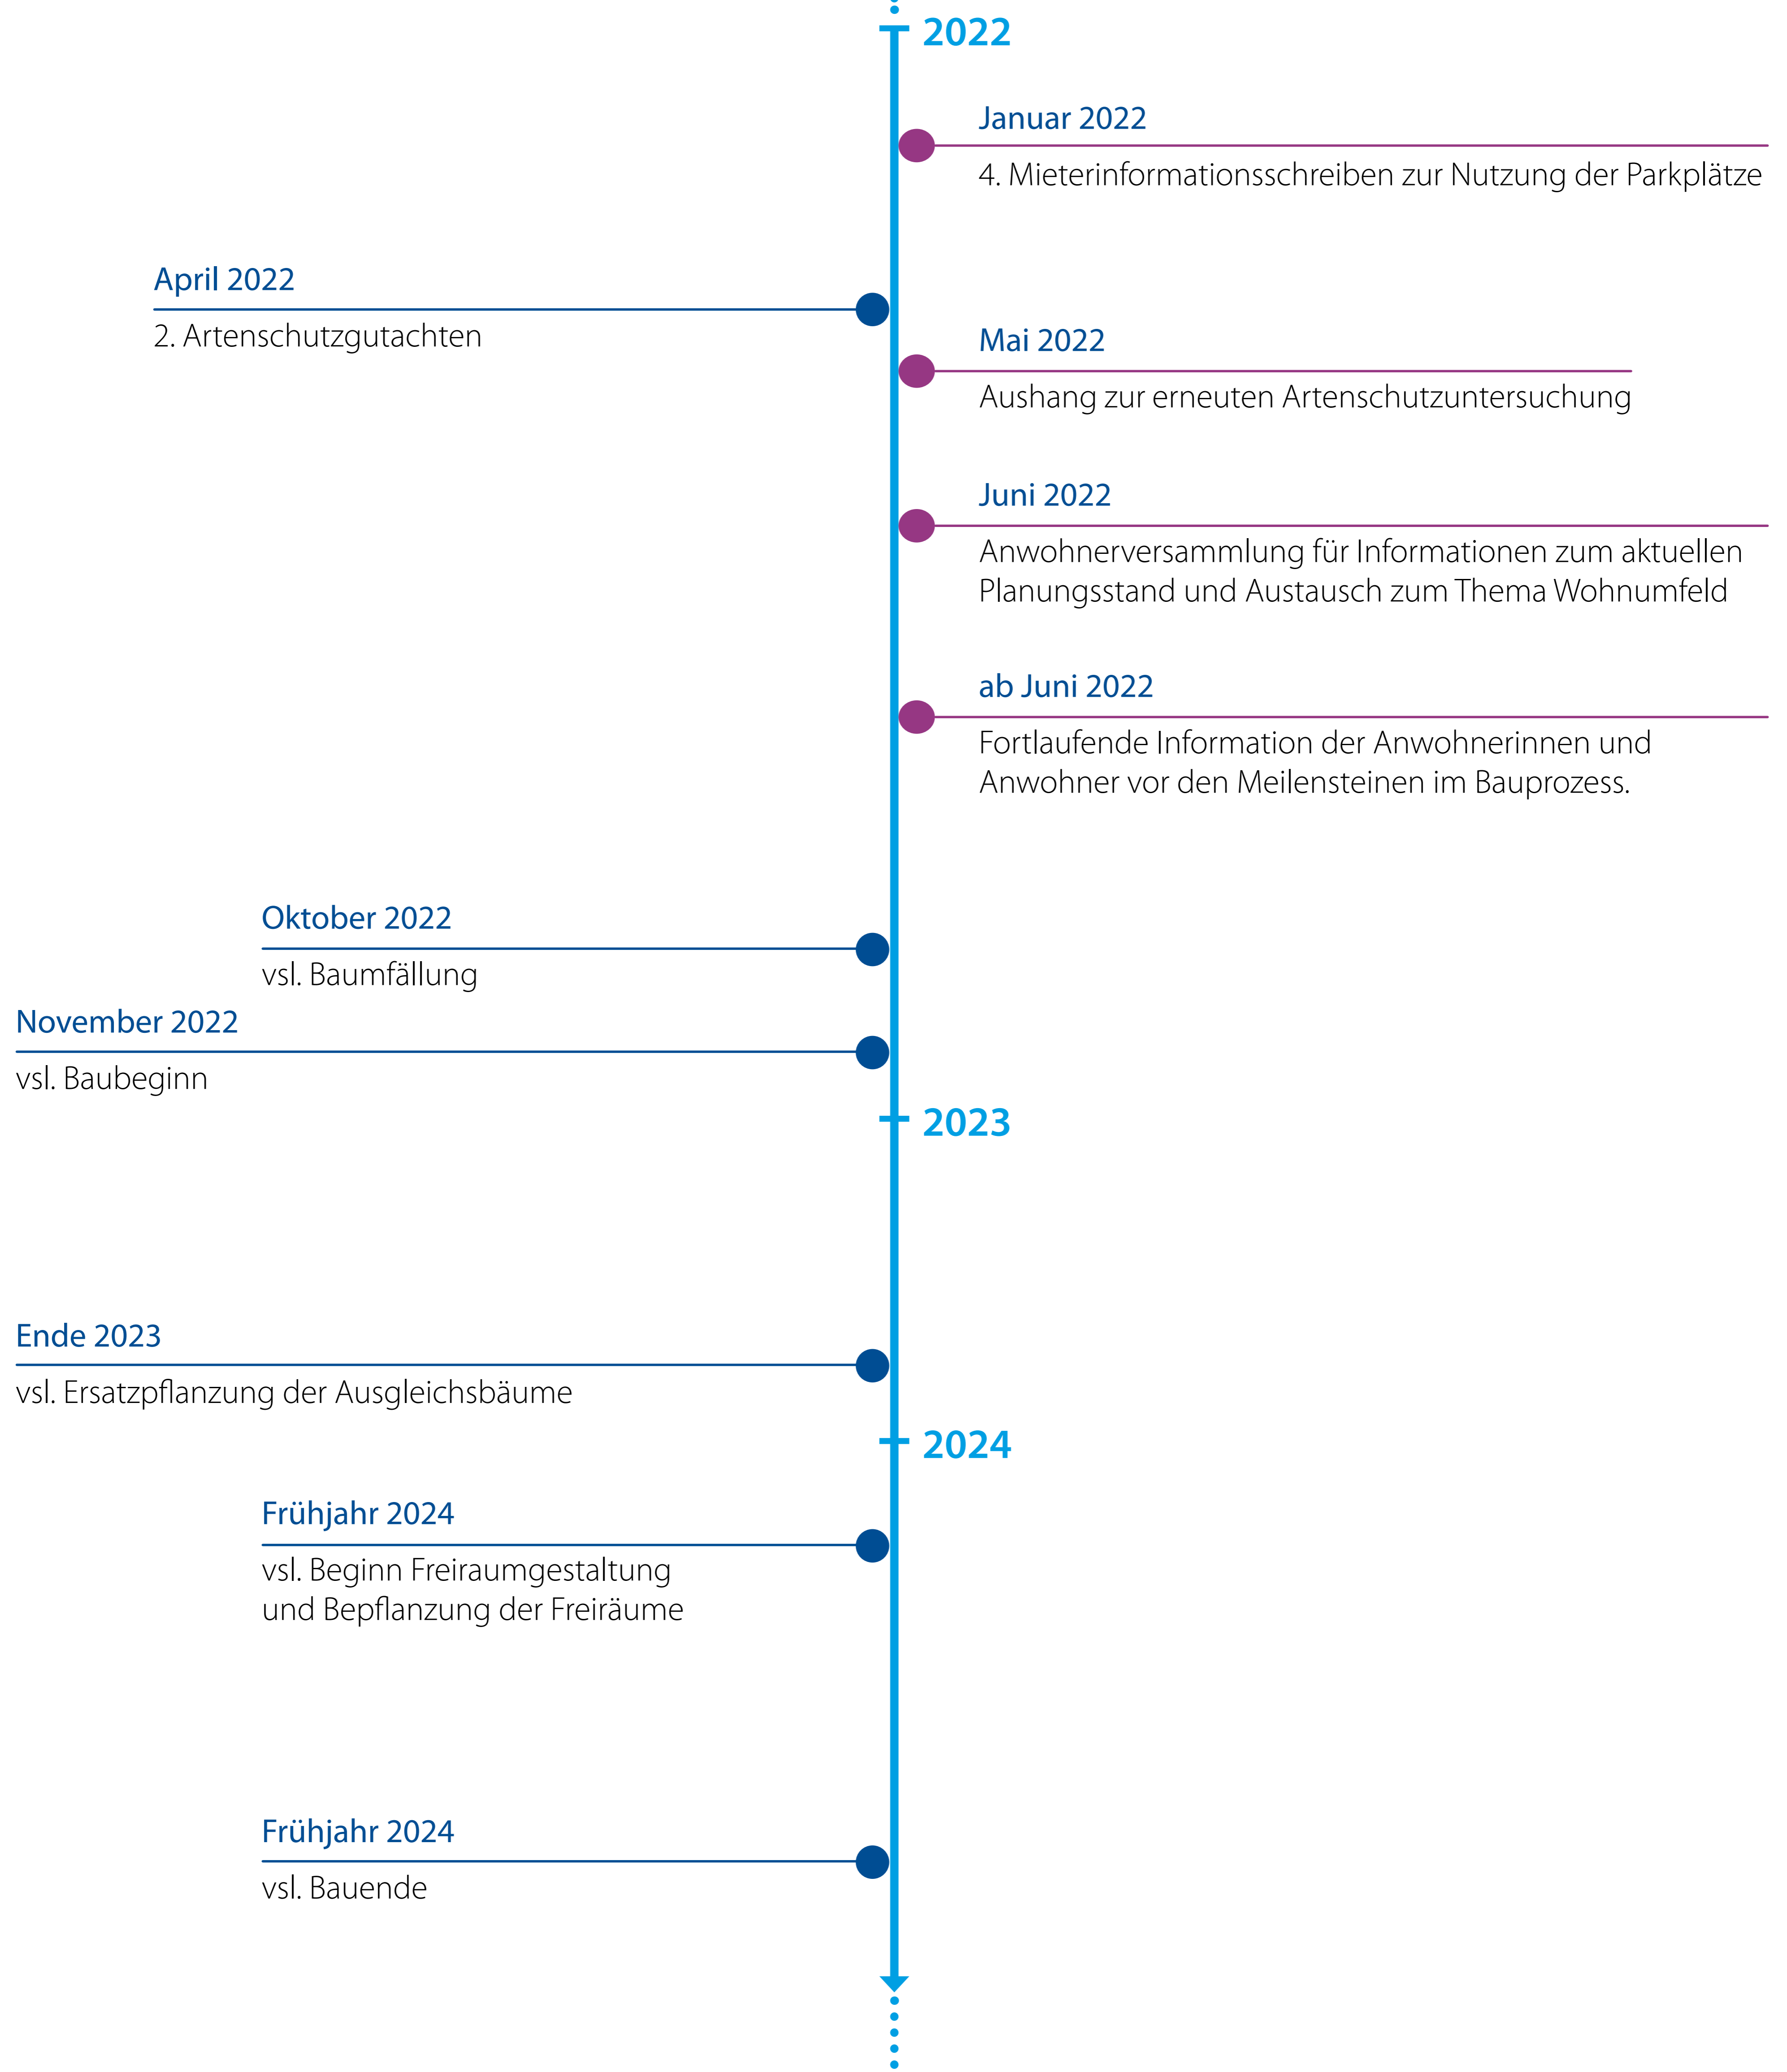 2022
Januar 2022
4. Mieterinformationsschreiben zur Nutzung der Parkplätze
April 2022
2. Artenschutzgutachten
Mai 2022
Aushang zur erneuten Artenschutzuntersuchung
Juni 2022
Anwohnerversammlung für Informationen zum aktuellen
Planungsstand und Austausch zum Thema Wohnumfeld
ab Juni 2022
Fortlaufende Information der Anwohnerinnen und
Anwohner vor den Meilensteinen im Bauprozess.
Oktober 2022
vsl. Baumfällung
November 2022
vsl. Baubeginn
2023
Ende 2023
vsl. Ersatzpflanzung der Ausgleichsbäume
2024
Frühjahr 2024
vsl. Beginn Freiraumgestaltung
und Bepflanzung der Freiräume
Frühjahr 2024
vsl. Bauende